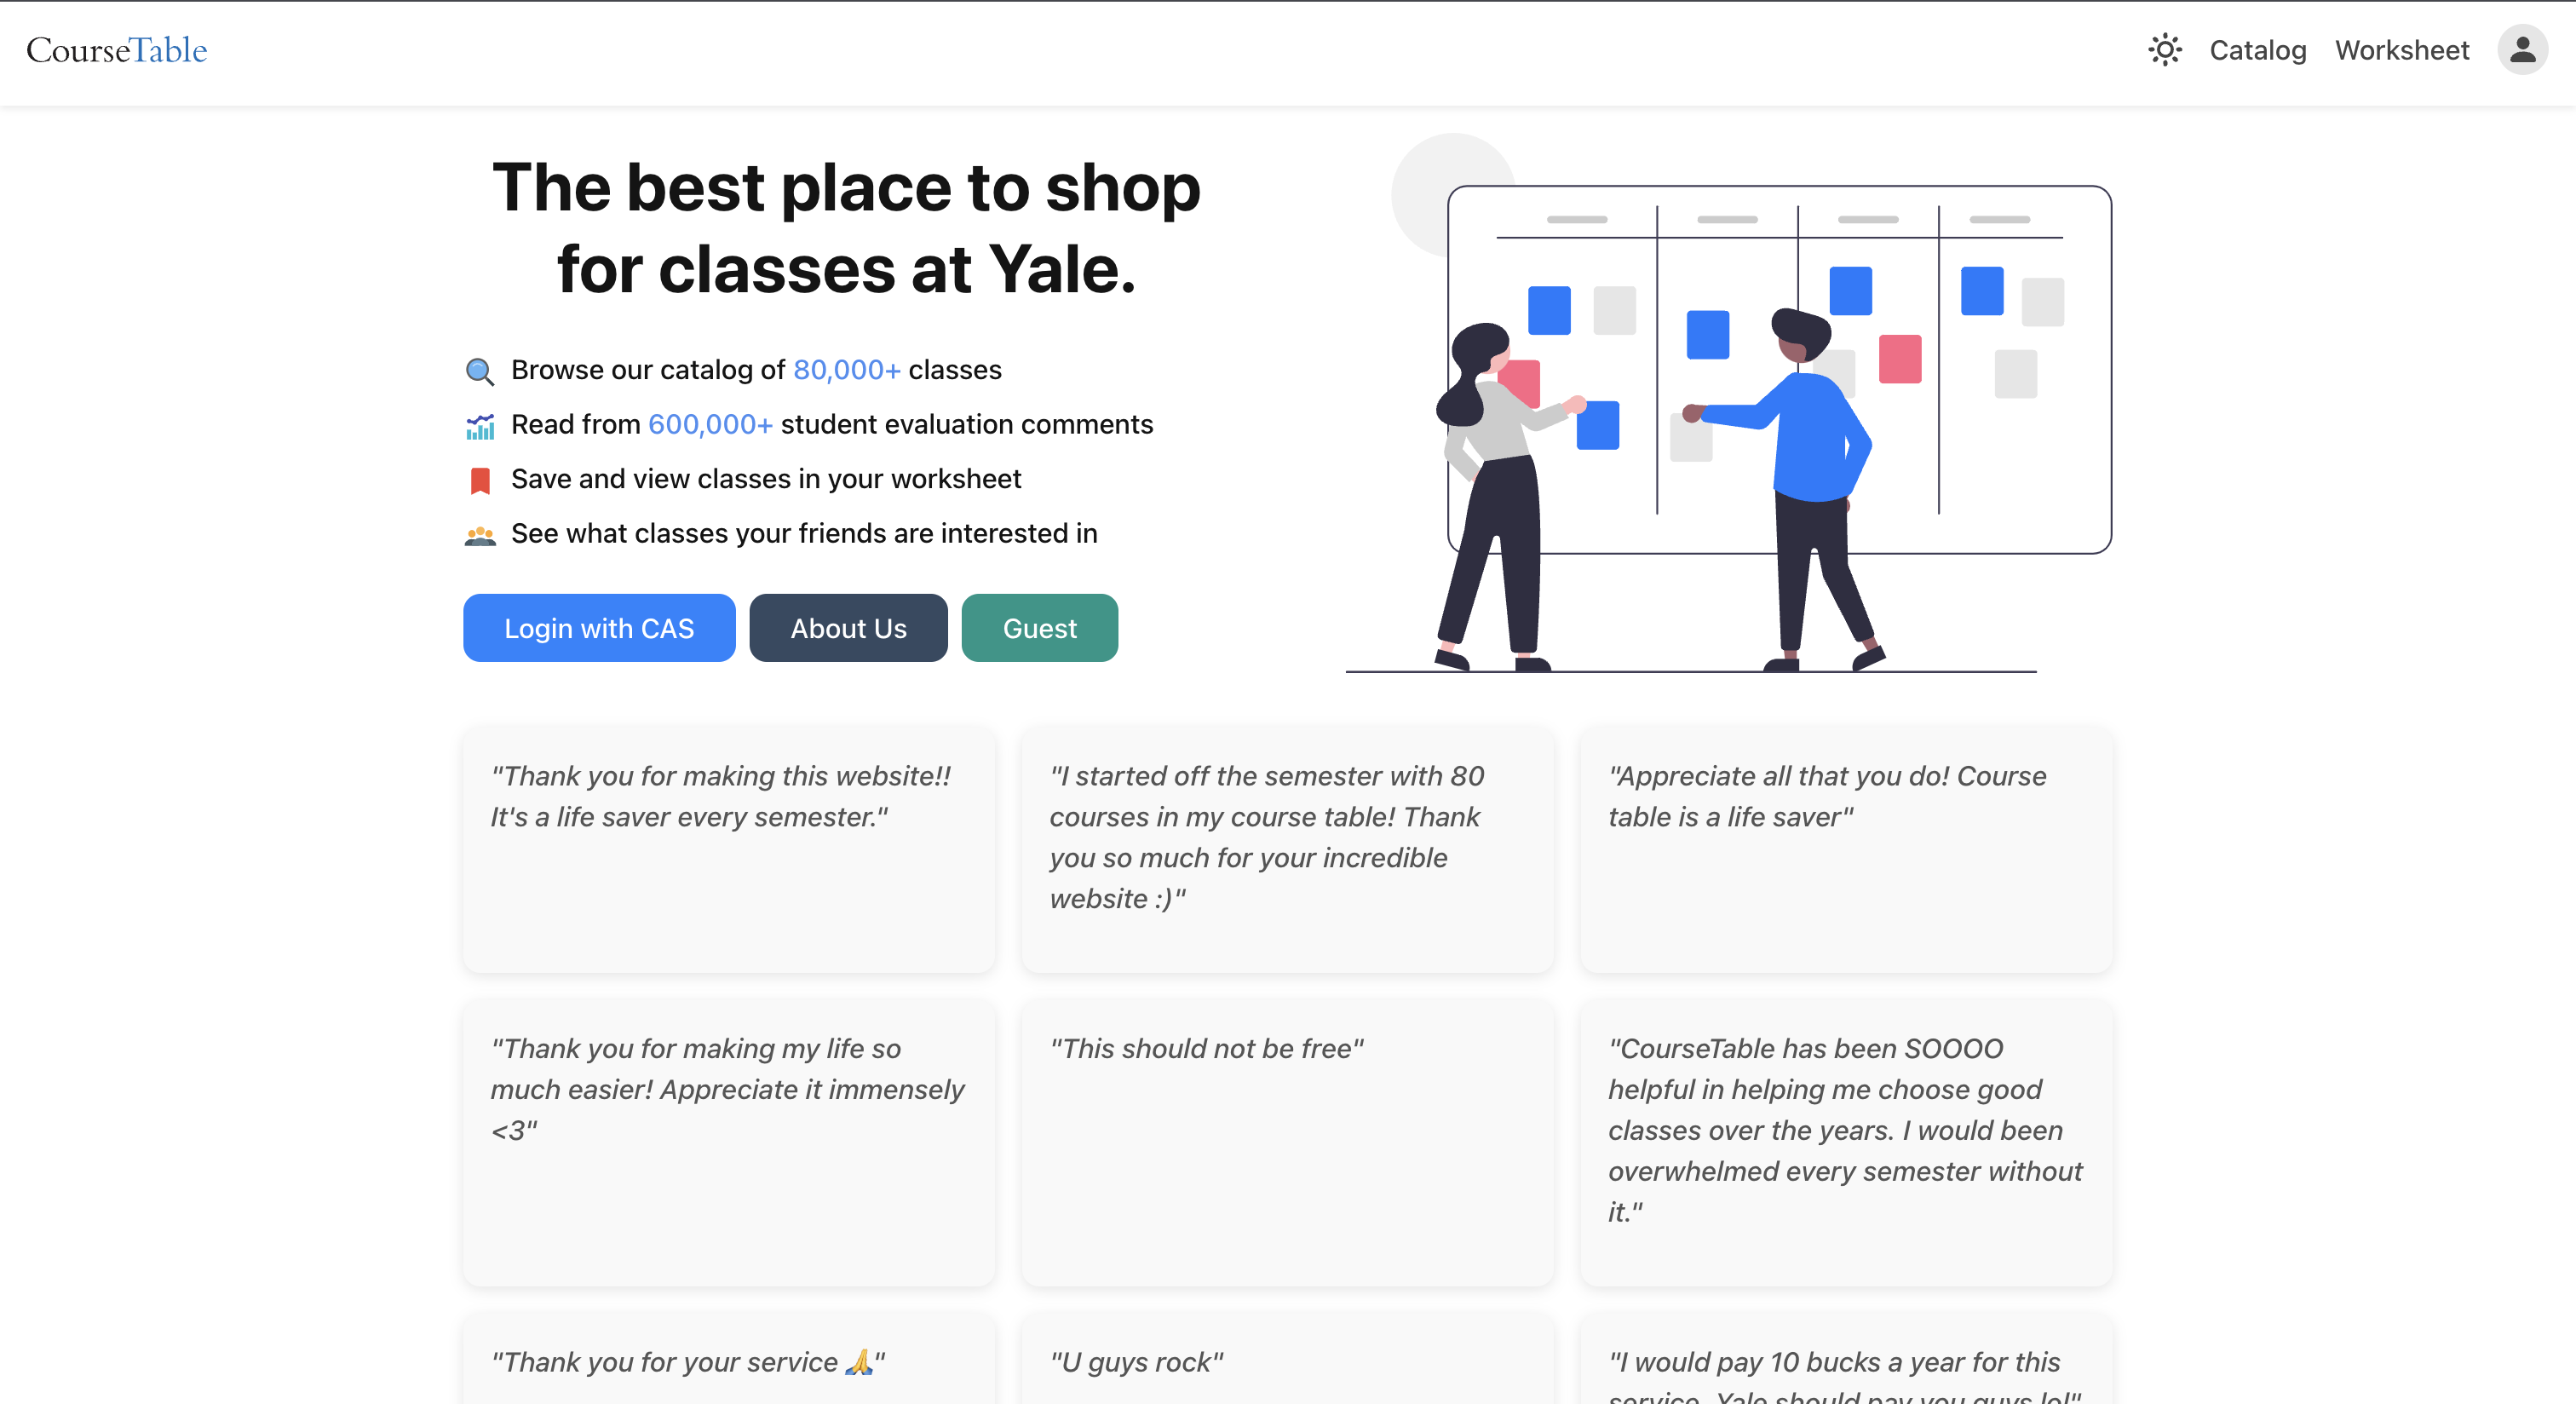 CourseTable
Catalog
Worksheet
The best place to shop
for classes at Yale.
Browse our catalog of 80,000+ classes
Read from 600,000+ student evaluation comments
Save and view classes in your worksheet
See what classes your friends are interested in
Login with CAS
About Us
Guest
"Thank you for making this website!!
It's a life saver every semester."
"I started off the semester with 80
courses in my course table! Thank
you so much for your incredible
website :)"
"Appreciate all that you do! Course
table is a life saver"
"Thank you for making my life so
much easier! Appreciate it immensely
<3"
"This should not be free"
"CourseTable has been SOOOO
helpful in helping me choose good
classes over the years. I would been
overwhelmed every semester without
it."
"Thank you for your service 🙏"
"U guys rock"
"I would pay 10 bucks a year for this
service. Yale should pay you guys lol"